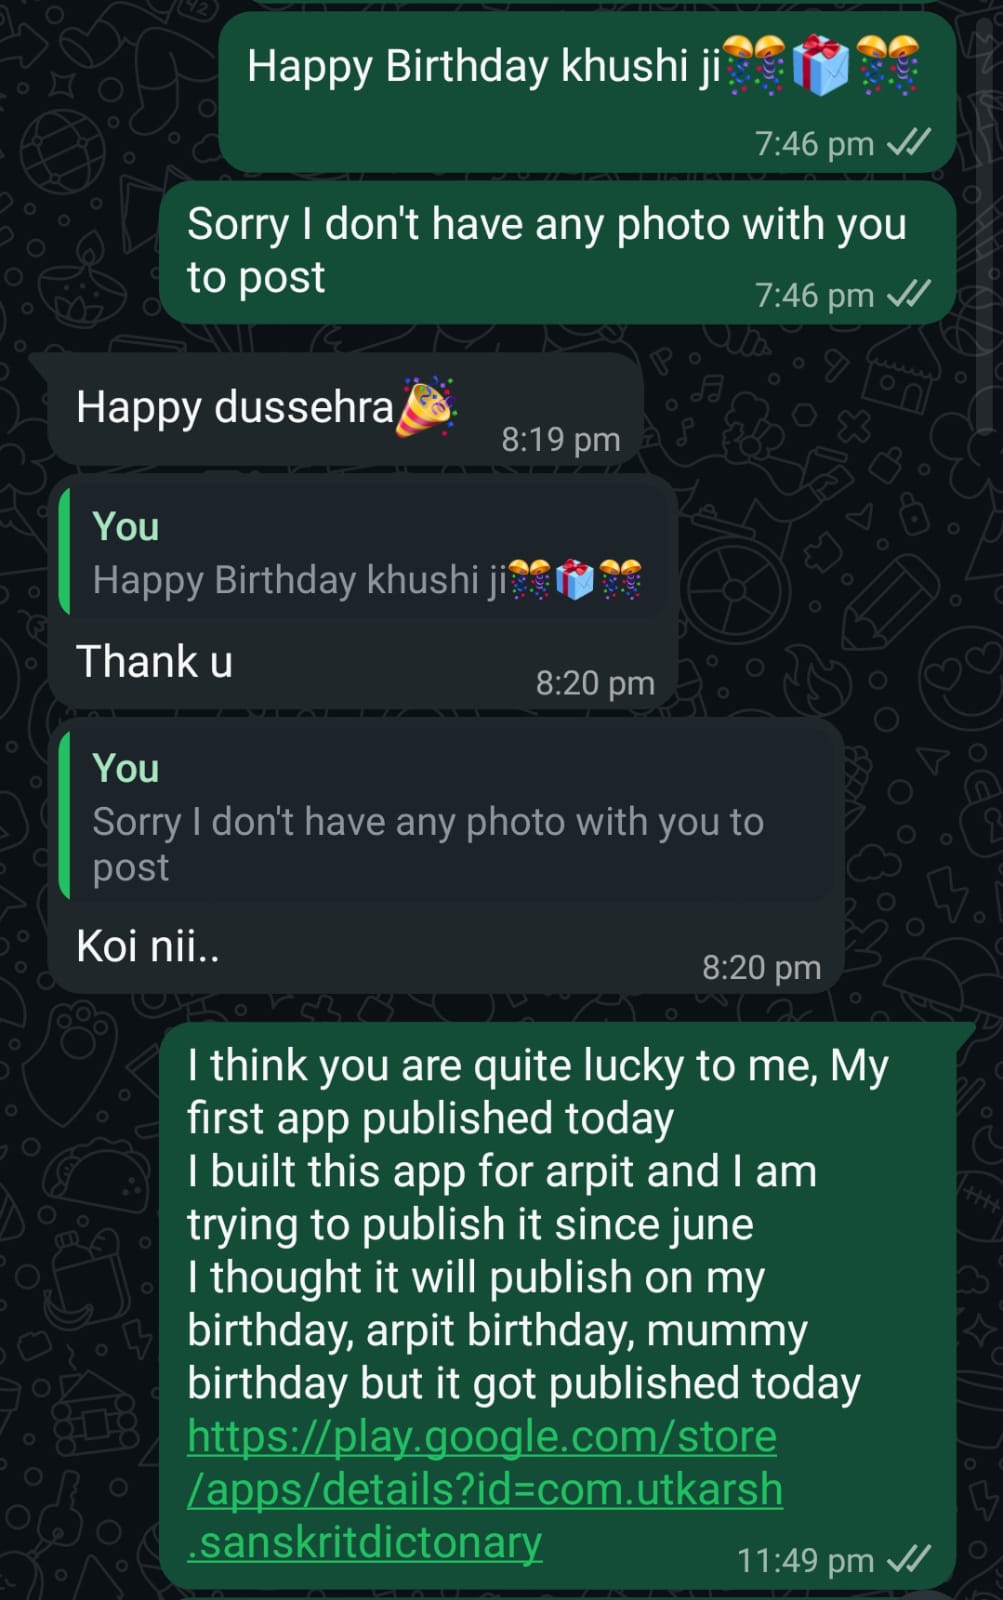 Happy Birthday khushi ji🎊🎁🎊
7:46 pm
Sorry I don't have any photo with you
to post
7:46 pm
Happy dussehra🎉
8:19 pm
You
Happy Birthday khushi ji🎊🎁🎊
Thank u
8:20 pm
You
Sorry I don't have any photo with you to
post
Koi nii..
8:20 pm
I think you are quite lucky to me, My
first app published today
I built this app for arpit and I am
trying to publish it since june
I thought it will publish on my
birthday, arpit birthday, mummy
birthday but it got published today
https://play.google.com/store
/apps/details?id=com.utkarsh
.sanskritdictonary
11:49 pm